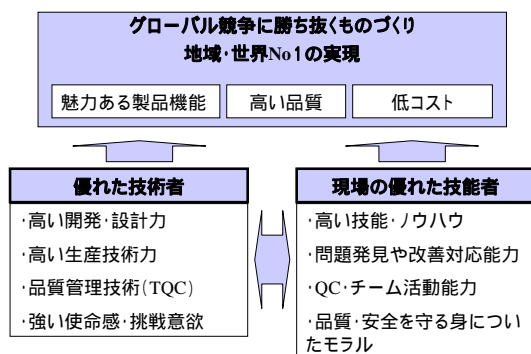 グローバル競争に勝ち抜くものづくり
地域･世界No1の実現
魅力ある製品機能
高い品質
低コスト
優れた技術者
･高い開発･設計力
･高い生産技術力
･品質管理技術(TQC)
･強い使命感･挑戦意欲
現場の優れた技能者
･高い技能･ノウハウ
･問題発見や改善対応能力
･QC･チーム活動能力
･品質･安全を守る身につい
たモラル